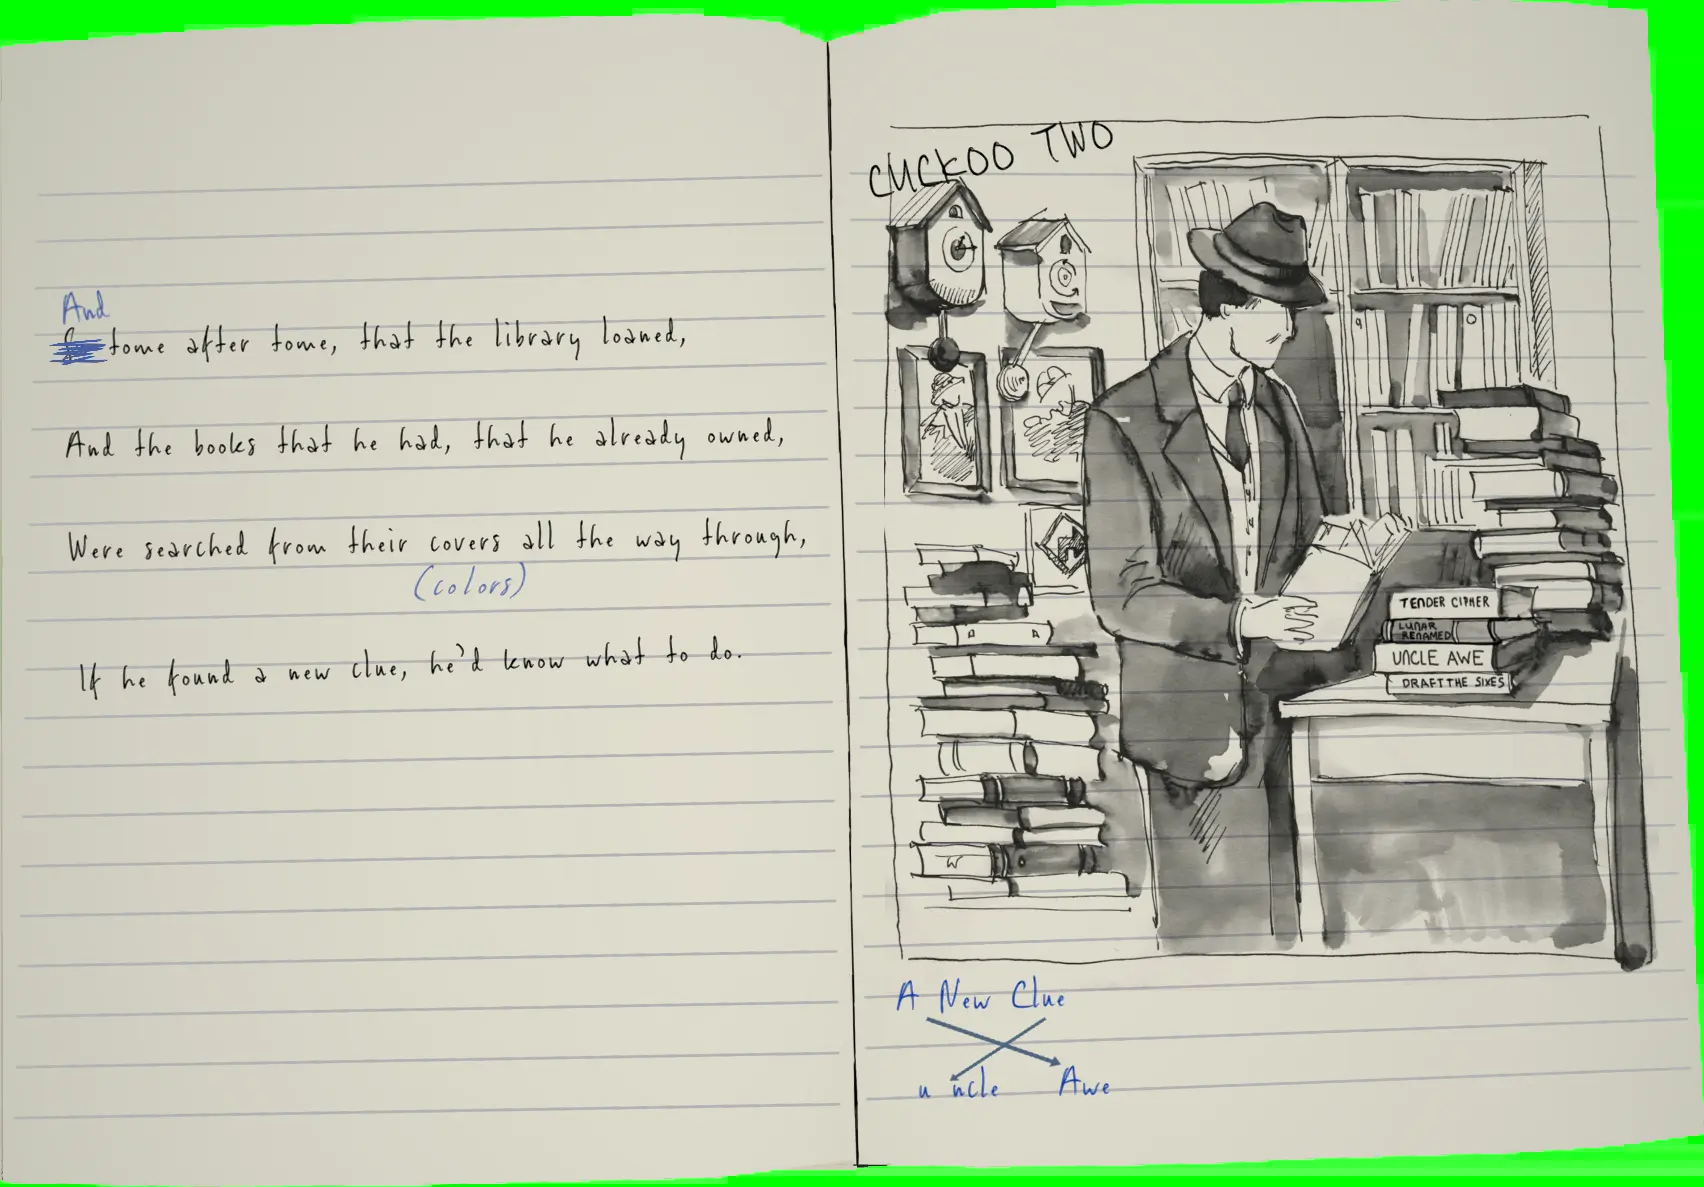 And
tome after tome, that the library loaned,
And the books that he had, that he already owned,
Were searched from their covers all the way through,
(colors)
If he found a new clue, he'd know what to do.
CUCKOO TWO
TENDER CIPHER
LUNAR
RENAMED
UNCLE AWE
DRAFT THE SIXES
W
A New Clue
u ncle Awe